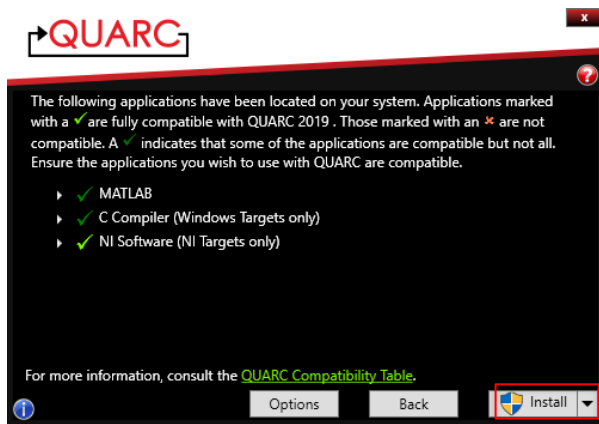 QUARC
x
?
The following applications have been located on your system. Applications marked
with a ✓ are fully compatible with QUARC 2019 . Those marked with an × are not
compatible. A ✓ indicates that some of the applications are compatible but not all.
Ensure the applications you wish to use with QUARC are compatible.
MATLAB
C Compiler (Windows Targets only)
NI Software (NI Targets only)
For more information, consult the QUARC Compatibility Table.
i Options Back Install